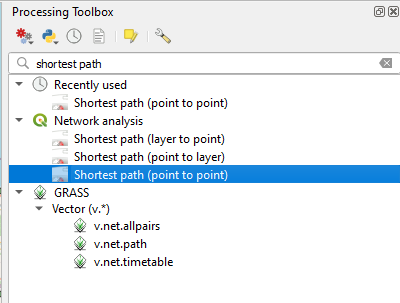 Processing Toolbox
shortest path
Recently used
Shortest path (point to point)
Network analysis
Shortest path (layer to point)
Shortest path (point to layer)
Shortest path (point to point)
GRASS
Vector (v.*)
v.net.allpairs
v.net.path
v.net.timetable